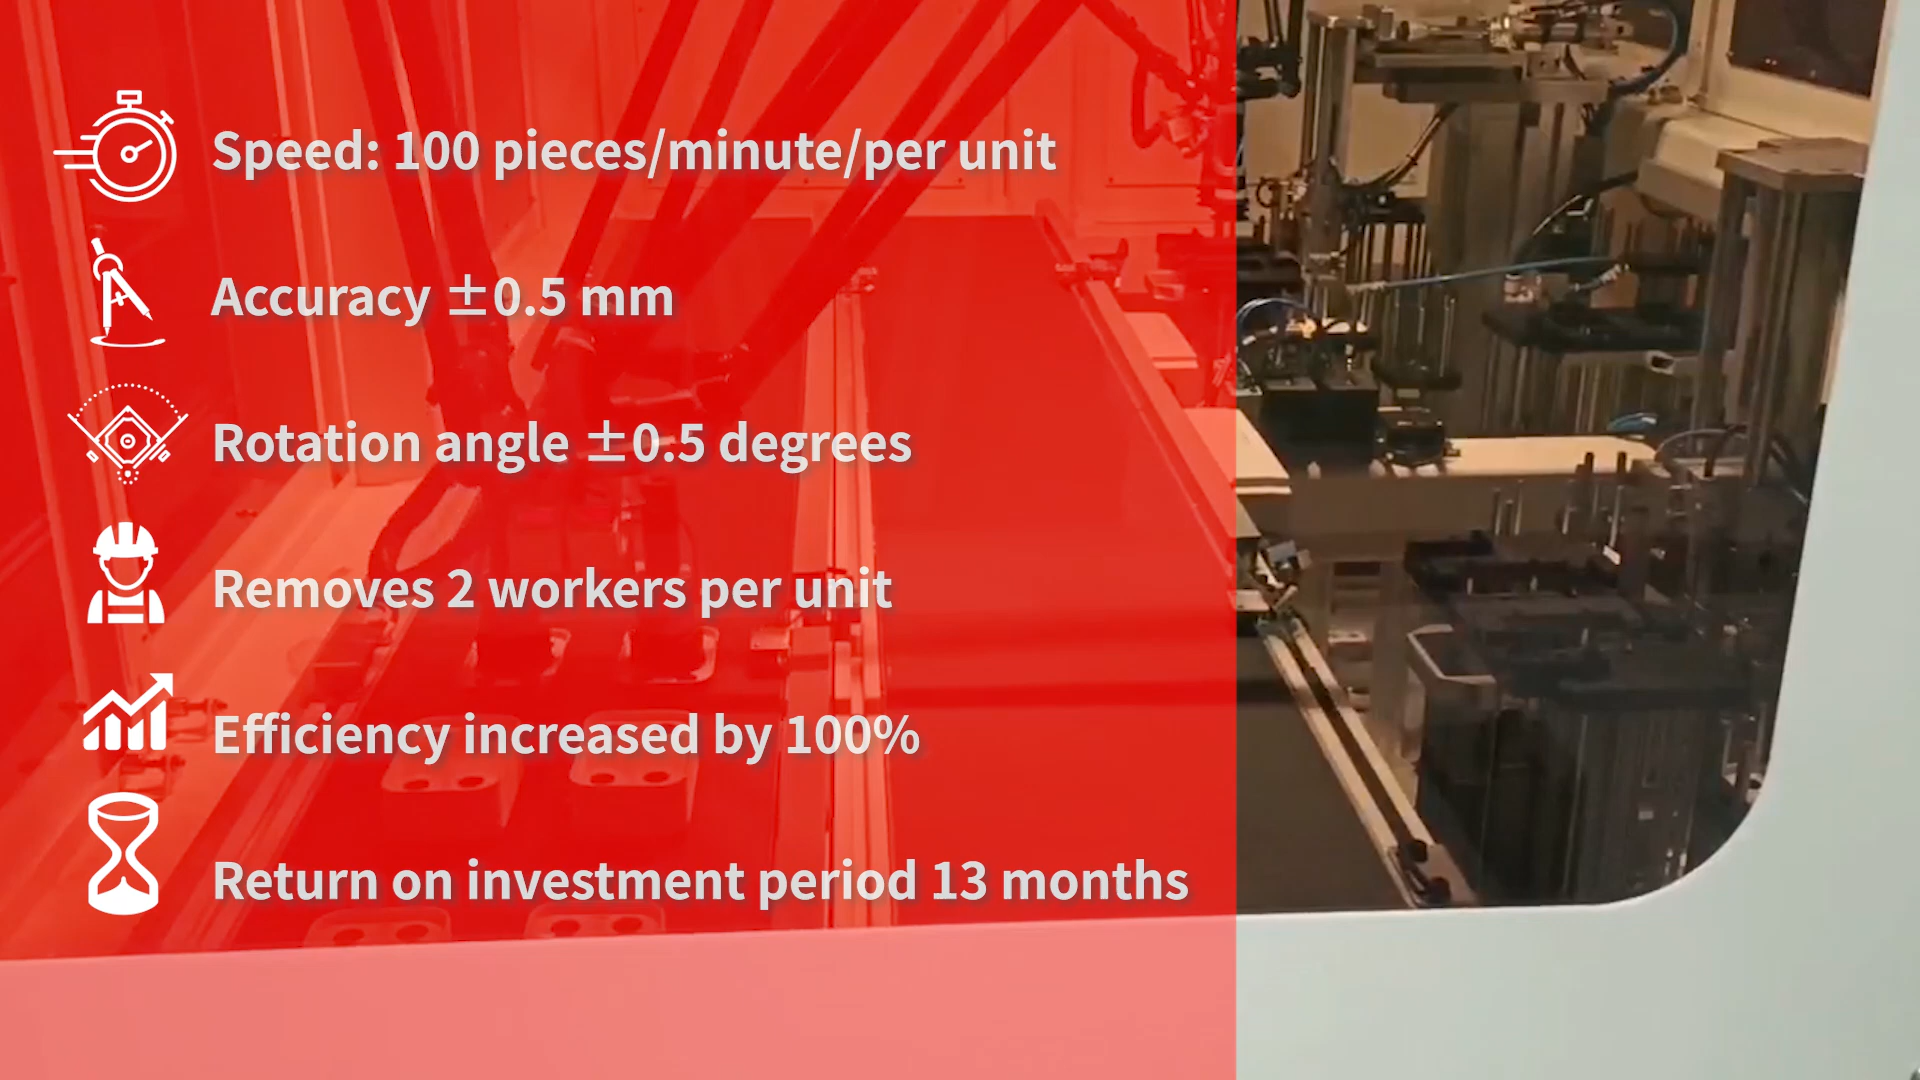 Speed: 100 pieces/minute/per unit
Accuracy ±0.5 mm
Rotation angle ±0.5 degrees
Removes 2 workers per unit
Efficiency increased by 100%
Return on investment period 13 months